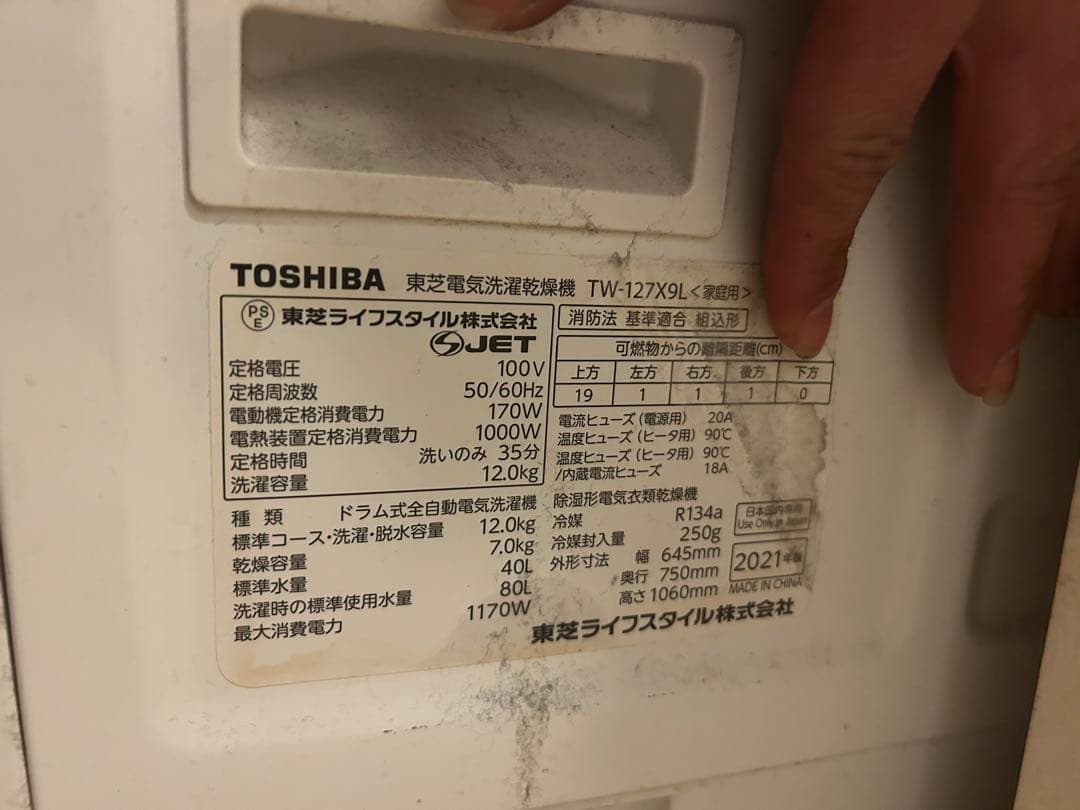 TOSHIBA 東芝電気洗濯乾燥機 TW-127X9L<家庭用>
PSE 東芝ライフスタイル株式会社
SJET
定格電圧 100V
定格周波数 50/60Hz
電動機定格消費電力 170W
電熱装置定格消費電力 1000W
定格時間 洗いのみ 35分
洗濯容量 12.0kg
種類 ドラム式全自動電気洗濯機
標準コース・洗濯・脱水容量 12.0kg
乾燥容量 7.0kg
標準水量 40L
洗濯時の標準使用水量 80L
最大消費電力 1170W
消防法 基準適合 組込形
可燃物からの離隔距離(cm)
上方 左方 右方 後方 下方
19 1 1 1 0
電流ヒューズ(電源用) 20A
温度ヒューズ(ヒータ用) 90℃
温度ヒューズ(ヒータ用) 90℃
/内蔵電流ヒューズ 18A
除湿形電気衣類乾燥機
冷媒 R134a
冷媒封入量 250g
外形寸法 幅 645mm
奥行 750mm
高さ 1060mm
日本国内専用
Use Only in Japan
2021年製
MADE IN CHINA
東芝ライフスタイル株式会社